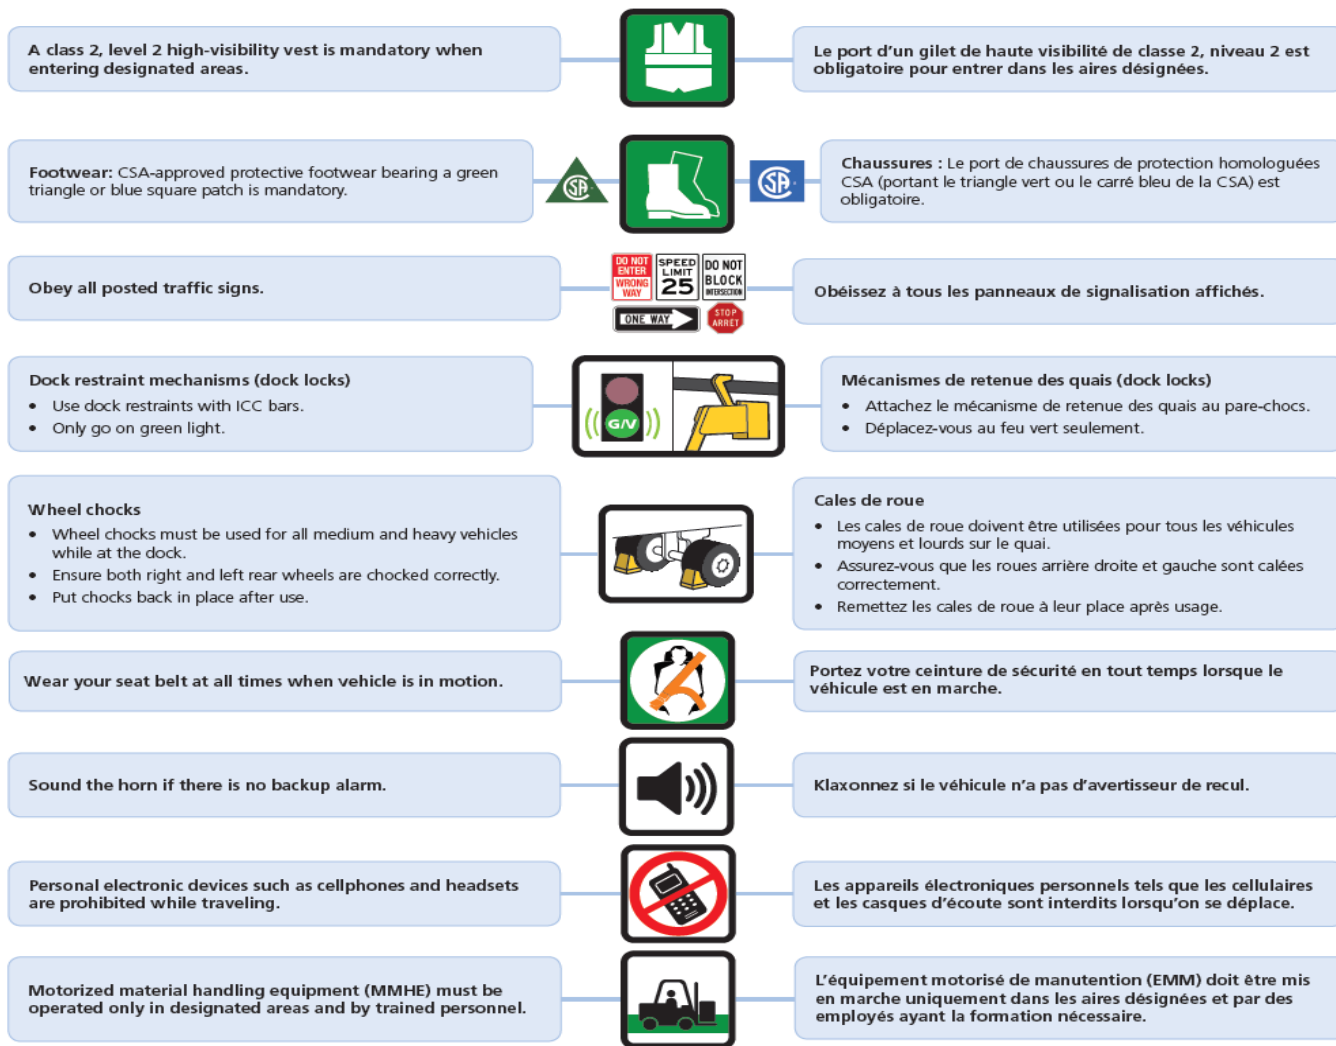 A class 2, level 2 high-visibility vest is mandatory when
entering designated areas.
Le port d'un gilet de haute visibilité de classe 2, niveau 2 est
obligatoire pour entrer dans les aires désignées.
Footwear: CSA-approved protective footwear bearing a green
triangle or blue square patch is mandatory.
CSA
CSA
Chaussures : Le port de chaussures de protection homologuées
CSA (portant le triangle vert ou le carré bleu de la CSA) est
obligatoire.
Obey all posted traffic signs.
DO NOT
ENTER
WRONG
WAY
SPEED
LIMIT
25
DO NOT
BLOCK
INTERSECTION
ONE WAY
STOP
ARRÊT
Obéissez à tous les panneaux de signalisation affichés.
Dock restraint mechanisms (dock locks)
• Use dock restraints with ICC bars.
• Only go on green light.
G/V
Mécanismes de retenue des quais (dock locks)
• Attachez le mécanisme de retenue des quais au pare-chocs.
• Déplacez-vous au feu vert seulement.
Wheel chocks
• Wheel chocks must be used for all medium and heavy vehicles
while at the dock.
• Ensure both right and left rear wheels are chocked correctly.
• Put chocks back in place after use.
Cales de roue
• Les cales de roue doivent être utilisées pour tous les véhicules
moyens et lourds sur le quai.
• Assurez-vous que les roues arrière droite et gauche sont calées
correctement.
• Remettez les cales de roue à leur place après usage.
Wear your seat belt at all times when vehicle is in motion.
Portez votre ceinture de sécurité en tout temps lorsque le
véhicule est en marche.
Sound the horn if there is no backup alarm.
Klaxonnez si le véhicule n'a pas d'avertisseur de recul.
Personal electronic devices such as cellphones and headsets
are prohibited while traveling.
Les appareils électroniques personnels tels que les cellulaires
et les casques d'écoute sont interdits lorsqu'on se déplace.
Motorized material handling equipment (MMHE) must be
operated only in designated areas and by trained personnel.
L'équipement motorisé de manutention (EMM) doit être mis
en marche uniquement dans les aires désignées et par des
employés ayant la formation nécessaire.